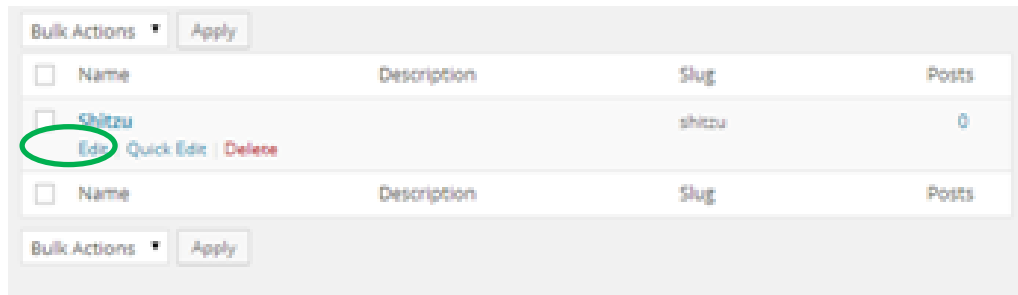 Bulk Actions Apply
Name Description Slug Posts
Shitzu shitzu 0
Edit | Quick Edit | Delete
Name Description Slug Posts
Bulk Actions Apply